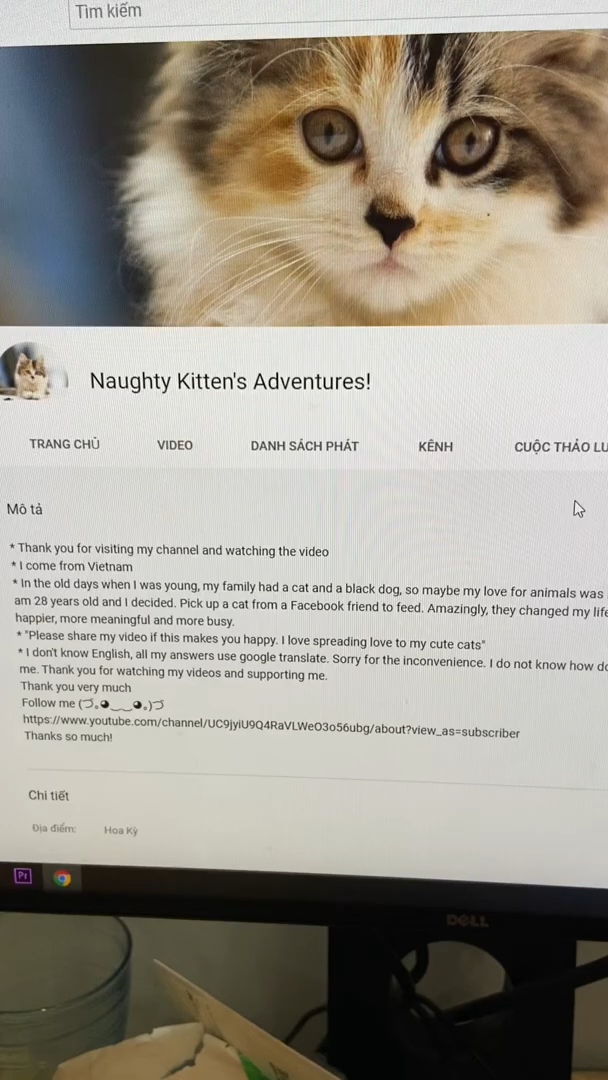 Tìm kiếm
Naughty Kitten's Adventures!
TRANG CHỦ VIDEO DANH SÁCH PHÁT KÊNH CUỘC THẢO LU
Mô tả
* Thank you for visiting my channel and watching the video
* I come from Vietnam
* In the old days when I was young, my family had a cat and a black dog, so maybe my love for animals was
am 28 years old and I decided. Pick up a cat from a Facebook friend to feed. Amazingly, they changed my life
happier, more meaningful and more busy.
* "Please share my video if this makes you happy. I love spreading love to my cute cats"
* I don't know English, all my answers use google translate. Sorry for the inconvenience. I do not know how do
me. Thank you for watching my videos and supporting me.
Thank you very much
Follow me (つ｡◕‿‿◕｡)つ
https://www.youtube.com/channel/UC9jyiU9Q4RaVLWeO3o56ubg/about?view_as=subscriber
Thanks so much!
Chi tiết
Địa điểm: Hoa Kỳ
Pr
DELL